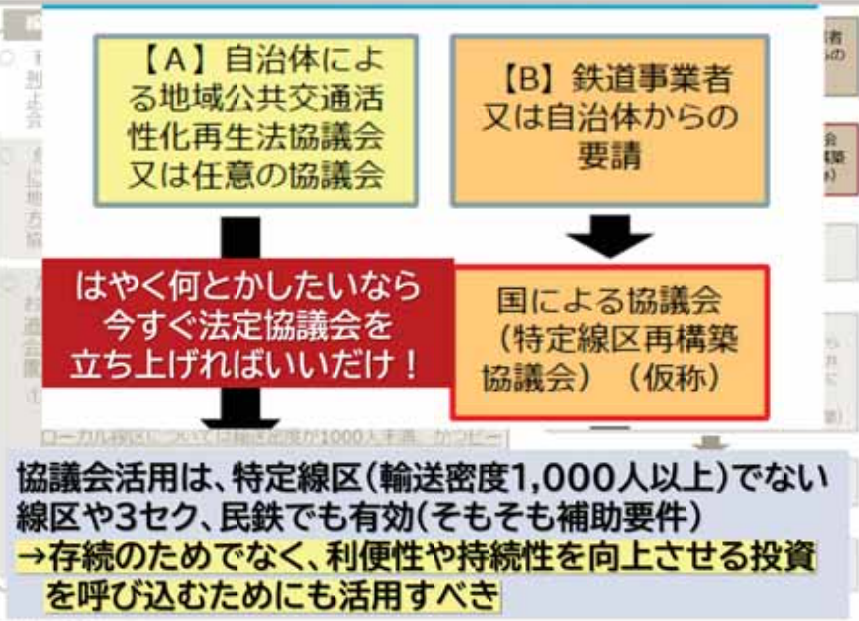 【A】自治体によ
る地域公共交通活
性化再生法協議会
又は任意の協議会
【B】鉄道事業者
又は自治体からの
要請
はやく何とかしたいなら
今すぐ法定協議会を
立ち上げればいいだけ！
国による協議会
（特定線区再構築
協議会）（仮称）
協議会活用は、特定線区（輸送密度1,000人以上）でない
線区や3セク、民鉄でも有効（そもそも補助要件）
→存続のためでなく、利便性や持続性を向上させる投資
を呼び込むためにも活用すべき